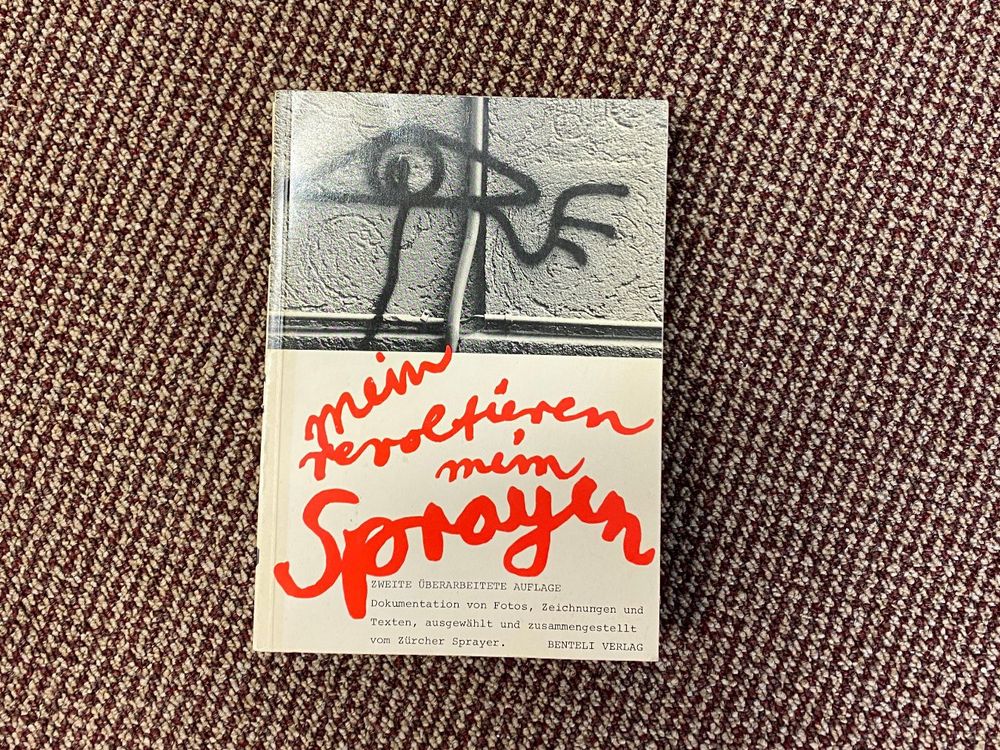 mein
revoltieren
mein
Sprayen
ZWEITE ÜBERARBEITETE AUFLAGE
Dokumentation von Fotos, Zeichnungen und
Texten, ausgewählt und zusammengestellt
vom Zürcher Sprayer. BENTELI VERLAG